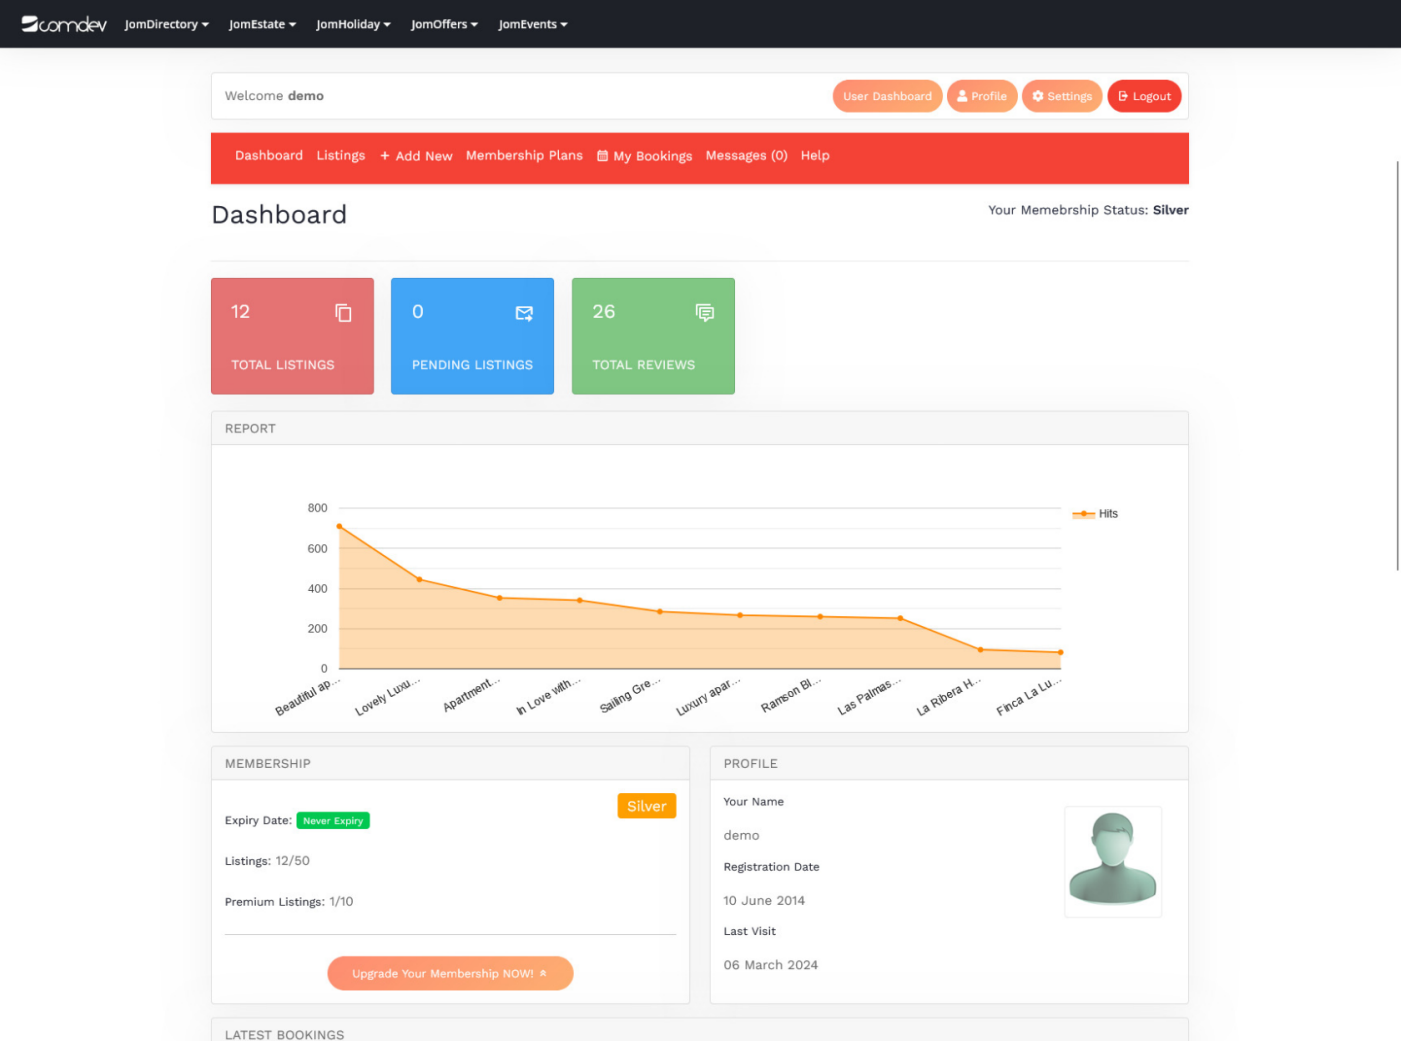 comdev JomDirectory JomEstate JomHoliday JomOffers JomEvents
Welcome demo User Dashboard Profile Settings Logout
Dashboard Listings + Add New Membership Plans My Bookings Messages (0) Help
Dashboard Your Memebrship Status: Silver
12 0 26
TOTAL LISTINGS PENDING LISTINGS TOTAL REVIEWS
REPORT
800
600
400
200
0
Hits
Beautiful ap...
Lovely Luxu...
Apartment...
In Love with...
Sailing Gre...
Luxury apar...
Ramson Bl...
Las Palmas...
La Ribera H...
Finca La Lu...
MEMBERSHIP
Silver
Expiry Date: Never Expiry
Listings: 12/50
Premium Listings: 1/10
Upgrade Your Membership NOW!
PROFILE
Your Name
demo
Registration Date
10 June 2014
Last Visit
06 March 2024
LATEST BOOKINGS